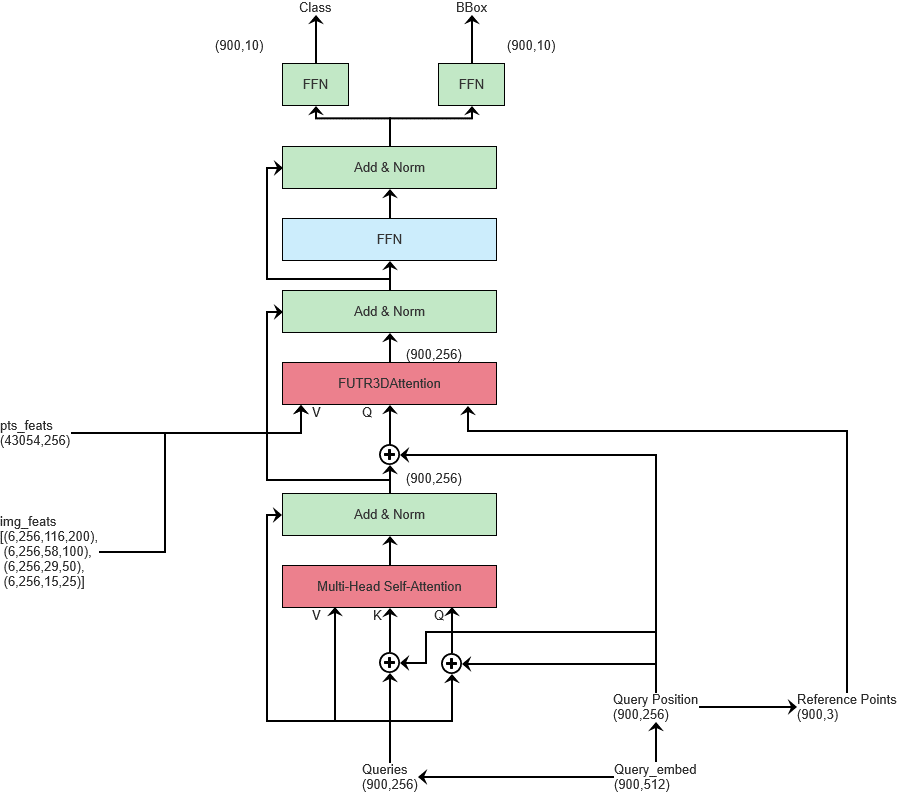 Class
BBox
(900,10)
(900,10)
FFN
FFN
Add & Norm
FFN
Add & Norm
(900,256)
FUTR3DAttention
V
Q
pts_feats
(43054,256)
(900,256)
Add & Norm
img_feats
[(6,256,116,200),
(6,256,58,100),
(6,256,29,50),
(6,256,15,25)]
Multi-Head Self-Attention
V
K
Q
Query Position
(900,256)
Reference Points
(900,3)
Queries
(900,256)
Query_embed
(900,512)